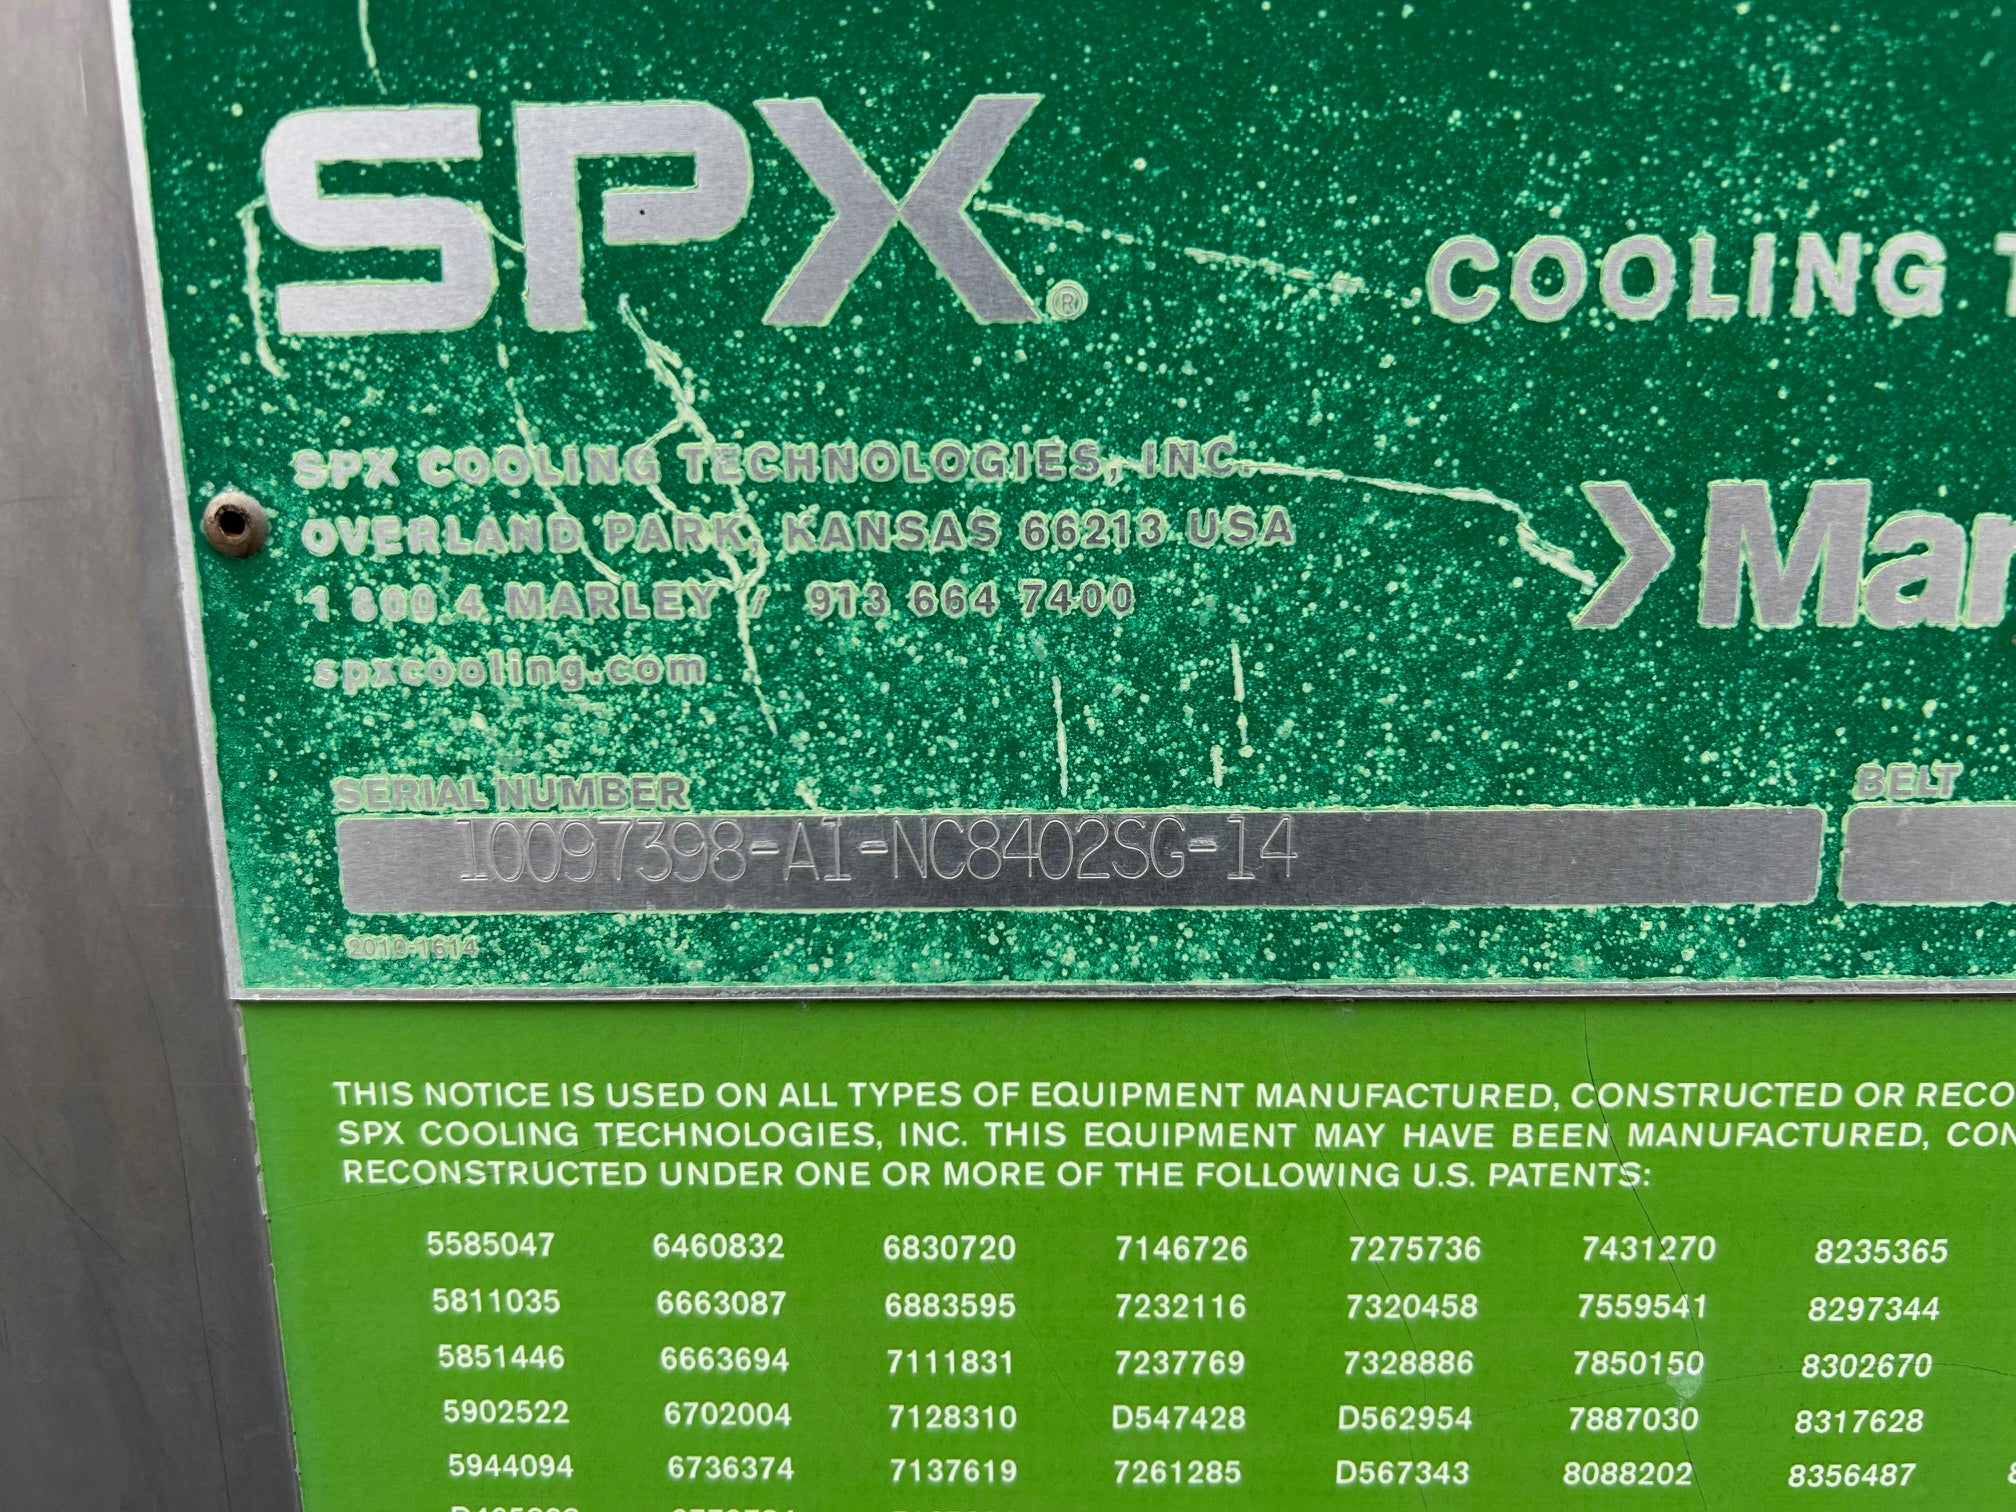 SPX®
COOLING
Mar
SPX COOLING TECHNOLOGIES, INC.
OVERLAND PARK, KANSAS 66213 USA
1 800 4 MARLEY / 913 664 7400
spxcooling.com
SERIAL NUMBER
BELT
10097398-A1-NC8402SG-14
2010-1614
THIS NOTICE IS USED ON ALL TYPES OF EQUIPMENT MANUFACTURED, CONSTRUCTED OR RECO
SPX COOLING TECHNOLOGIES, INC. THIS EQUIPMENT MAY HAVE BEEN MANUFACTURED, CON
RECONSTRUCTED UNDER ONE OR MORE OF THE FOLLOWING U.S. PATENTS:
5585047 6460832 6830720 7146726 7275736 7431270 8235365
5811035 6663087 6883595 7232116 7320458 7559541 8297344
5851446 6663694 7111831 7237769 7328886 7850150 8302670
5902522 6702004 7128310 D547428 D562954 7887030 8317628
5944094 6736374 7137619 7261285 D567343 8088202 8356487